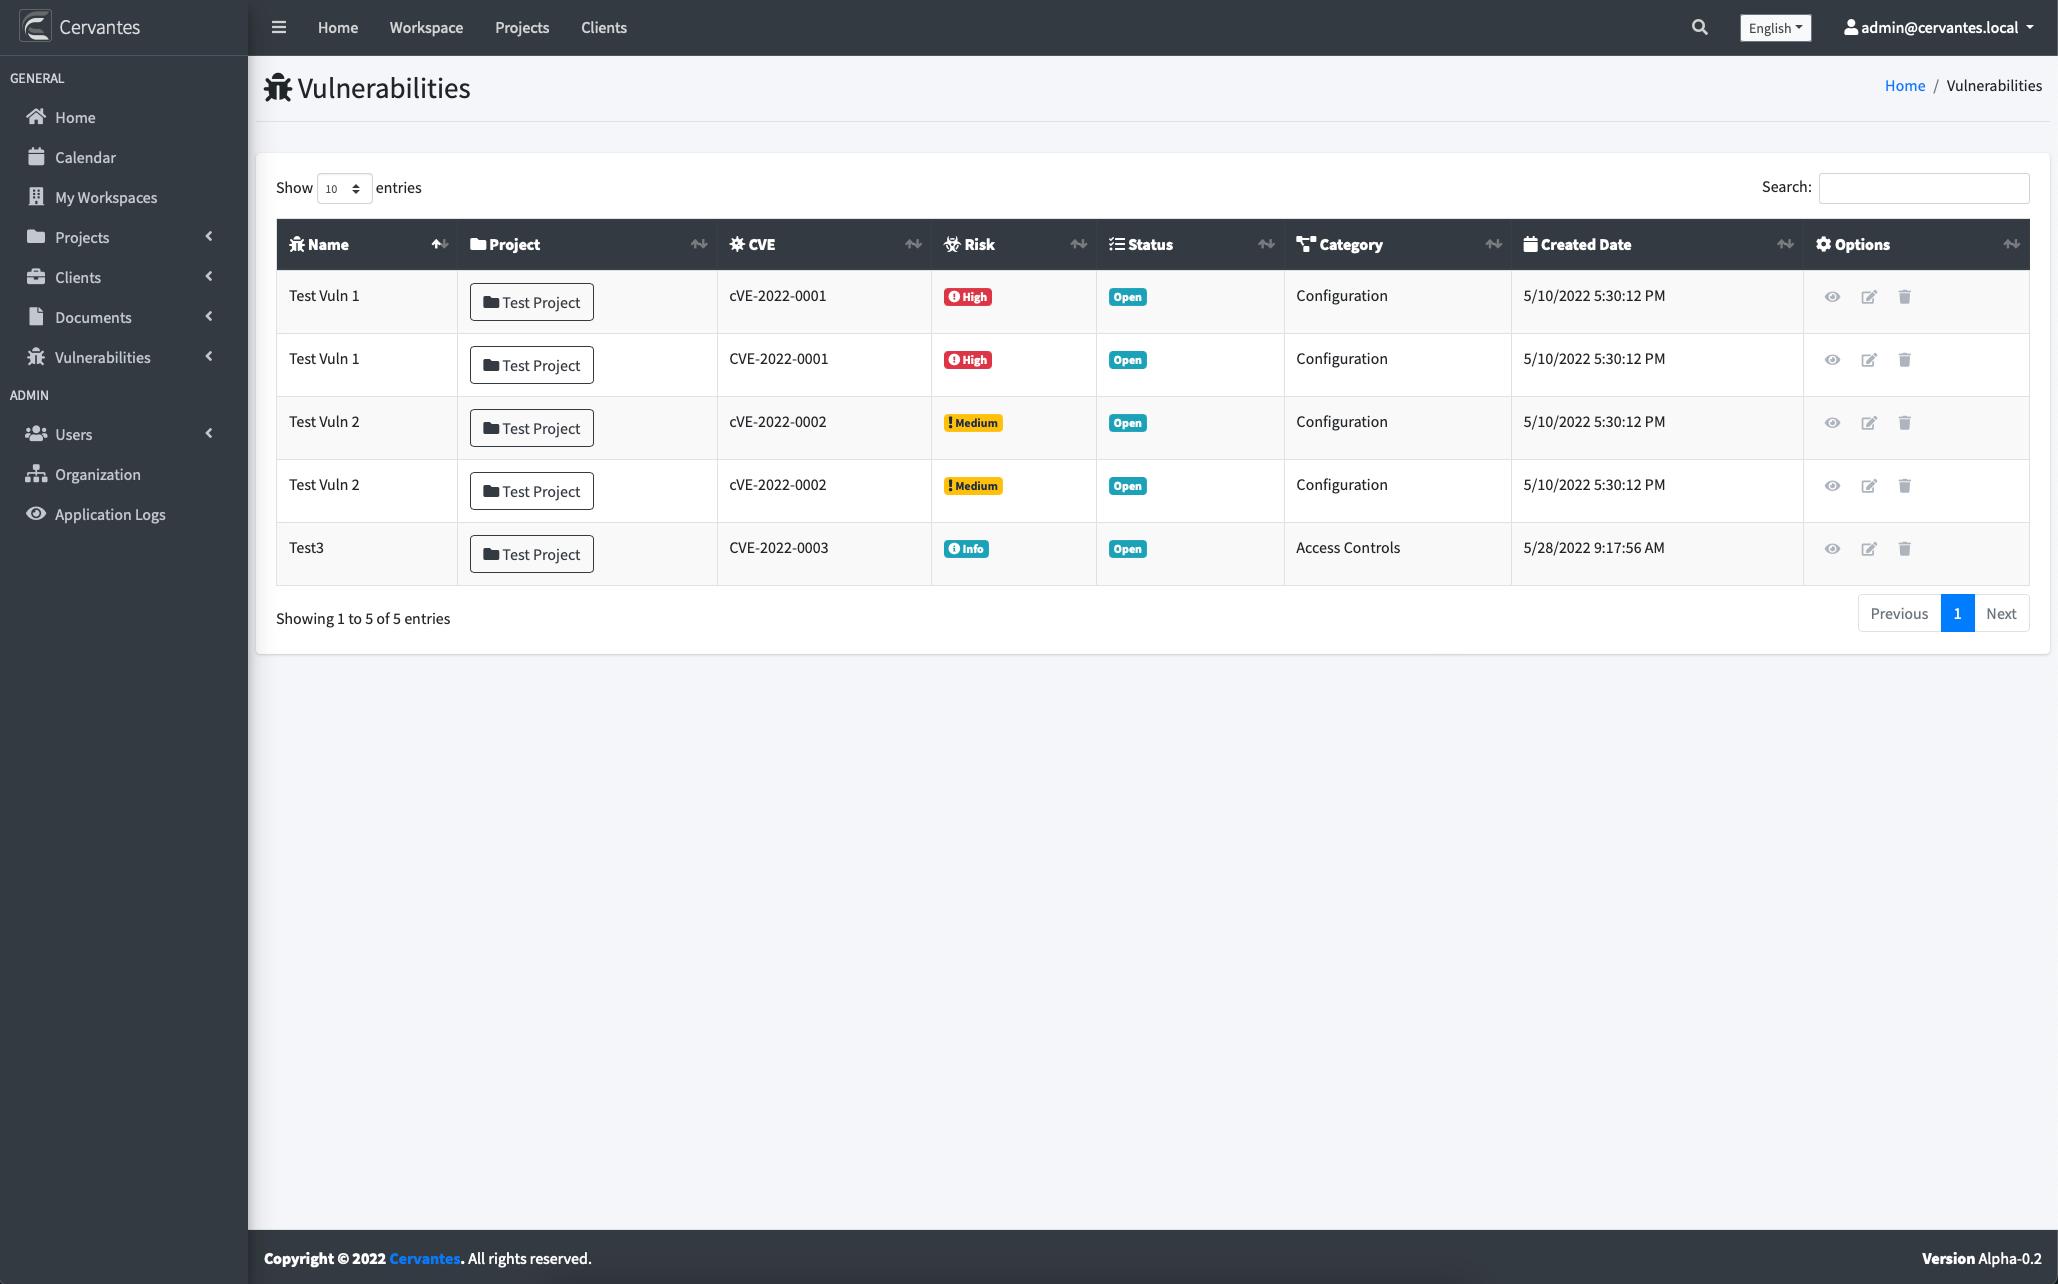 Cervantes
Home Workspace Projects Clients
English
admin@cervantes.local
GENERAL
Home
Calendar
My Workspaces
Projects
Clients
Documents
Vulnerabilities
ADMIN
Users
Organization
Application Logs
Vulnerabilities
Home / Vulnerabilities
Show 10 entries
Search:
Name Project CVE Risk Status Category Created Date Options
Test Vuln 1 Test Project cVE-2022-0001 High Open Configuration 5/10/2022 5:30:12 PM
Test Vuln 1 Test Project CVE-2022-0001 High Open Configuration 5/10/2022 5:30:12 PM
Test Vuln 2 Test Project cVE-2022-0002 Medium Open Configuration 5/10/2022 5:30:12 PM
Test Vuln 2 Test Project cVE-2022-0002 Medium Open Configuration 5/10/2022 5:30:12 PM
Test3 Test Project CVE-2022-0003 Info Open Access Controls 5/28/2022 9:17:56 AM
Showing 1 to 5 of 5 entries
Previous 1 Next
Copyright © 2022 Cervantes. All rights reserved.
Version Alpha-0.2